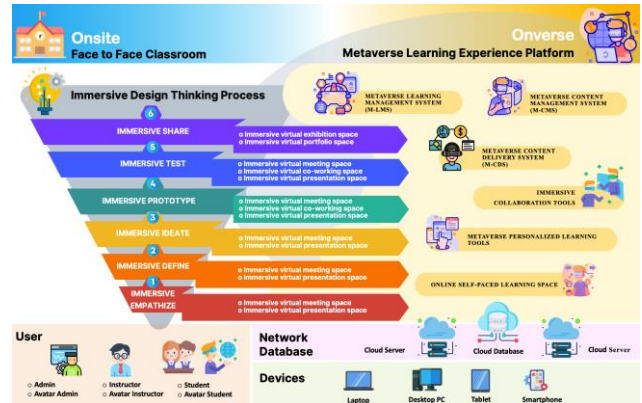 Onsite
Face to Face Classroom
Onverse
Metaverse Learning Experience Platform
Immersive Design Thinking Process
6
IMMERSIVE SHARE
o Immersive virtual exhibition space
o Immersive virtual portfolio space
5
IMMERSIVE TEST
o Immersive virtual meeting space
o Immersive virtual co-working space
o Immersive virtual presentation space
4
IMMERSIVE PROTOTYPE
o Immersive virtual meeting space
o Immersive virtual co-working space
o Immersive virtual presentation space
3
IMMERSIVE IDEATE
o Immersive virtual meeting space
o Immersive virtual presentation space
2
IMMERSIVE DEFINE
o Immersive virtual meeting space
o Immersive virtual presentation space
1
IMMERSIVE
EMPATHIZE
o Immersive virtual meeting space
o Immersive virtual presentation space
METAVERSE LEARNING
MANAGEMENT SYSTEM
(M-LMS)
METAVERSE CONTENT
MANAGEMENT SYSTEM
(M-CMS)
METAVERSE CONTENT
DELIVERY SYSTEM
(M-CDS)
IMMERSIVE
COLLABORATION TOOLS
METAVERSE PERSONALIZED LEARNING
TOOLS
ONLINE SELF-PACED LEARNING SPACE
User
o Admin
o Avatar Admin
o Instructor
o Avatar Instructor
o Student
o Avatar Student
Network
Database
Cloud Server
Cloud Database
Cloud Server
Devices
Laptop
Desktop PC
Tablet
Smartphone